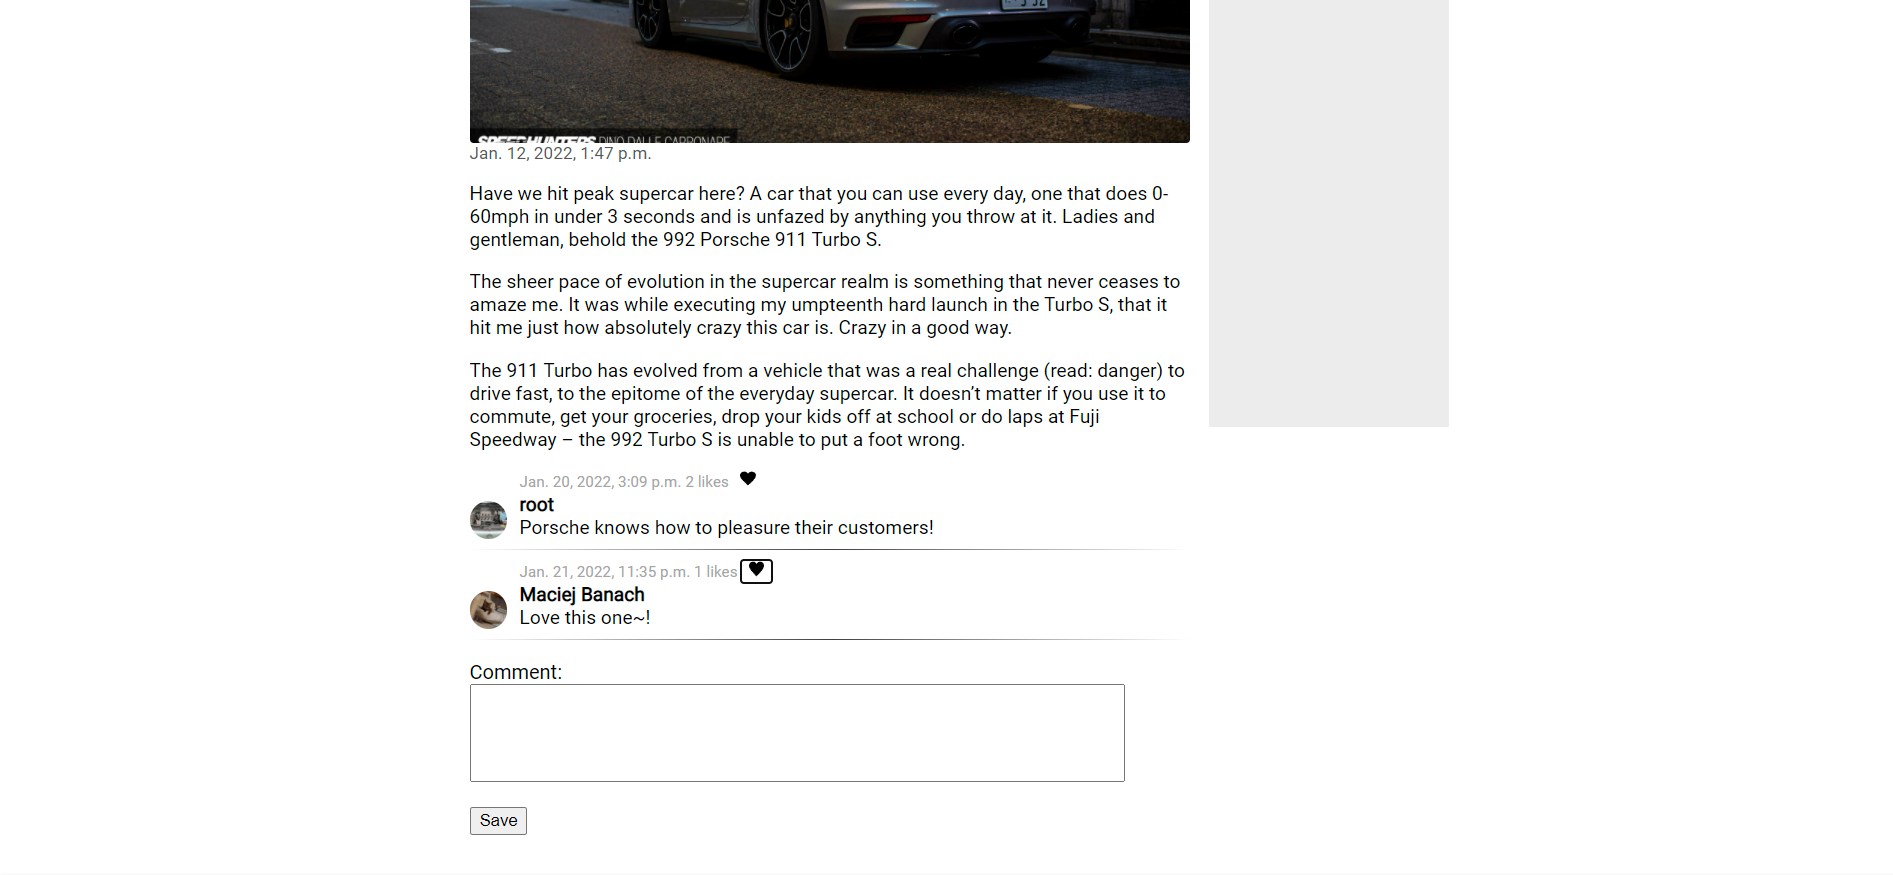 SPEEDHUNTERS DINO DALLE CARBONARE
Jan. 12, 2022, 1:47 p.m.
Have we hit peak supercar here? A car that you can use every day, one that does 0-
60mph in under 3 seconds and is unfazed by anything you throw at it. Ladies and
gentleman, behold the 992 Porsche 911 Turbo S.
The sheer pace of evolution in the supercar realm is something that never ceases to
amaze me. It was while executing my umpteenth hard launch in the Turbo S, that it
hit me just how absolutely crazy this car is. Crazy in a good way.
The 911 Turbo has evolved from a vehicle that was a real challenge (read: danger) to
drive fast, to the epitome of the everyday supercar. It doesn’t matter if you use it to
commute, get your groceries, drop your kids off at school or do laps at Fuji
Speedway – the 992 Turbo S is unable to put a foot wrong.
Jan. 20, 2022, 3:09 p.m. 2 likes
root
Porsche knows how to pleasure their customers!
Jan. 21, 2022, 11:35 p.m. 1 likes
Maciej Banach
Love this one~!
Comment:
Save